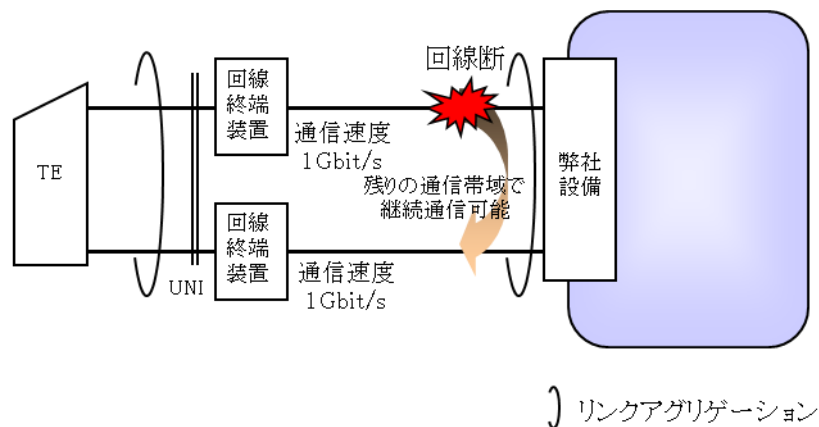 回線断
回線
終端
装置
通信速度
1Gbit/s
残りの通信帯域で
継続通信可能
TE
弊社
設備
回線
終端
装置
UNI
通信速度
1Gbit/s
リンクアグリゲーション